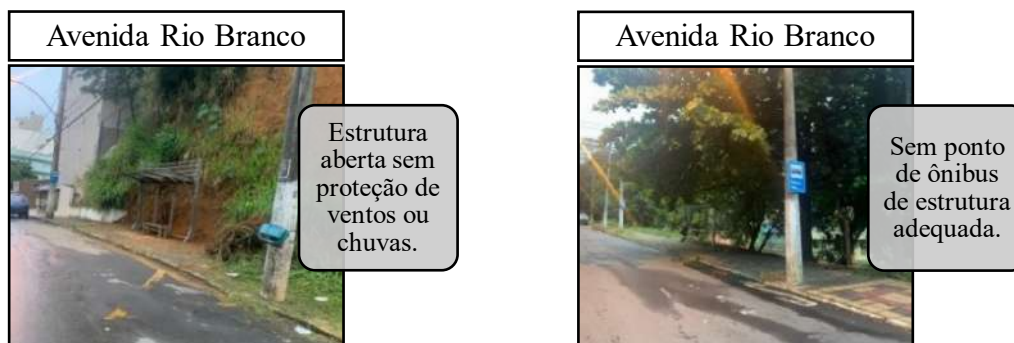 Avenida Rio Branco
Estrutura
aberta sem
proteção de
ventos ou
chuvas.
Avenida Rio Branco
Sem ponto
de ônibus
de estrutura
adequada.